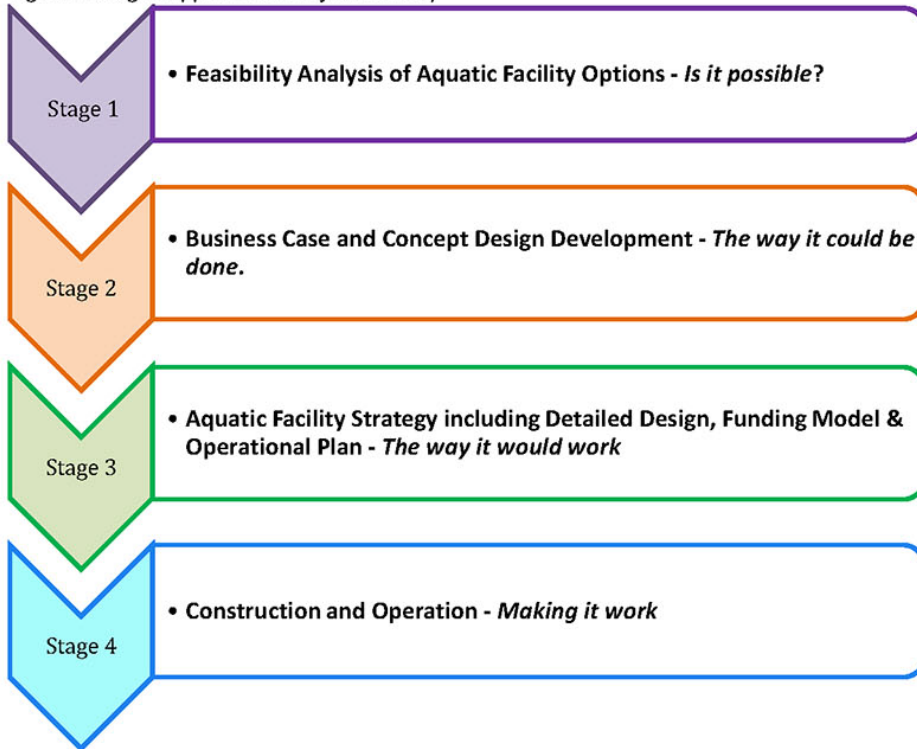 Stage 1
• Feasibility Analysis of Aquatic Facility Options - Is it possible?
Stage 2
• Business Case and Concept Design Development - The way it could be
done.
Stage 3
• Aquatic Facility Strategy including Detailed Design, Funding Model &
Operational Plan - The way it would work
Stage 4
• Construction and Operation - Making it work